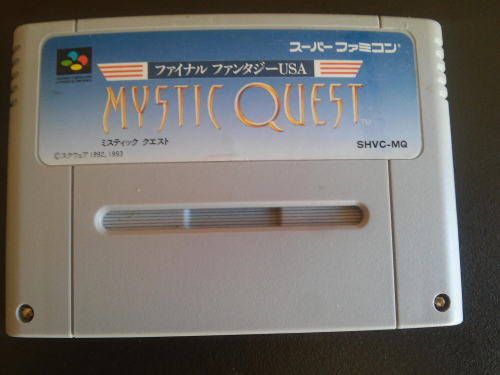 スーパーファミコン
ファイナル ファンタジーUSA
MYSTIC QUEST™
ミスティック クエスト
SHVC-MQ
©スクウェア 1992, 1993